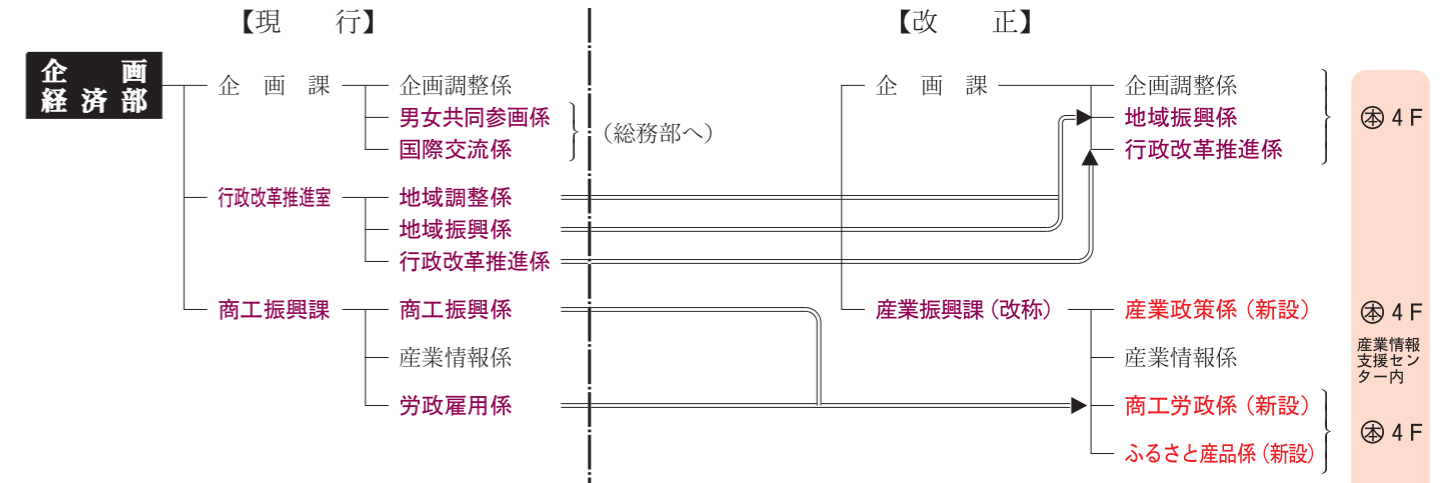 【現　行】　【改　正】
企　画
経済部
企　画　課　企画調整係　企　画　課　企画調整係
男女共同参画係　地域振興係　㊍4F
国際交流係　（総務部へ）　行政改革推進係
行政改革推進室　地域調整係
地域振興係
行政改革推進係
商工振興課　商工振興係　産業振興課（改称）　産業政策係（新設）　本4F
産業情報係　産業情報係　産業情報
支援セン
ター内
労政雇用係　商工労政係（新設）
本4F
ふるさと産品係（新設）